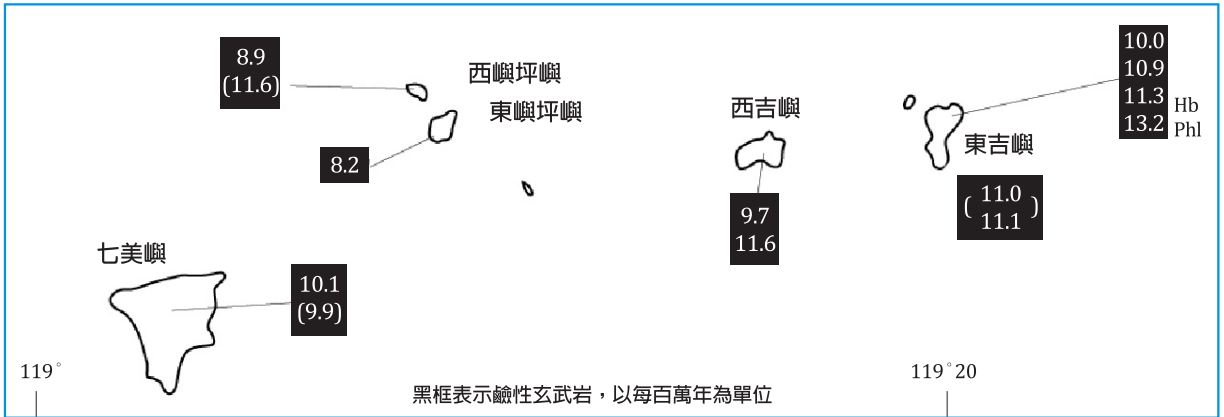 8.9
(11.6)
西嶼坪嶼
東嶼坪嶼
8.2
西吉嶼
9.7
11.6
10.0
10.9
11.3 Hb
13.2 Phl
東吉嶼
( 11.0
11.1 )
七美嶼
10.1
(9.9)
119°
119°20
黑框表示鹼性玄武岩，以每百萬年為單位